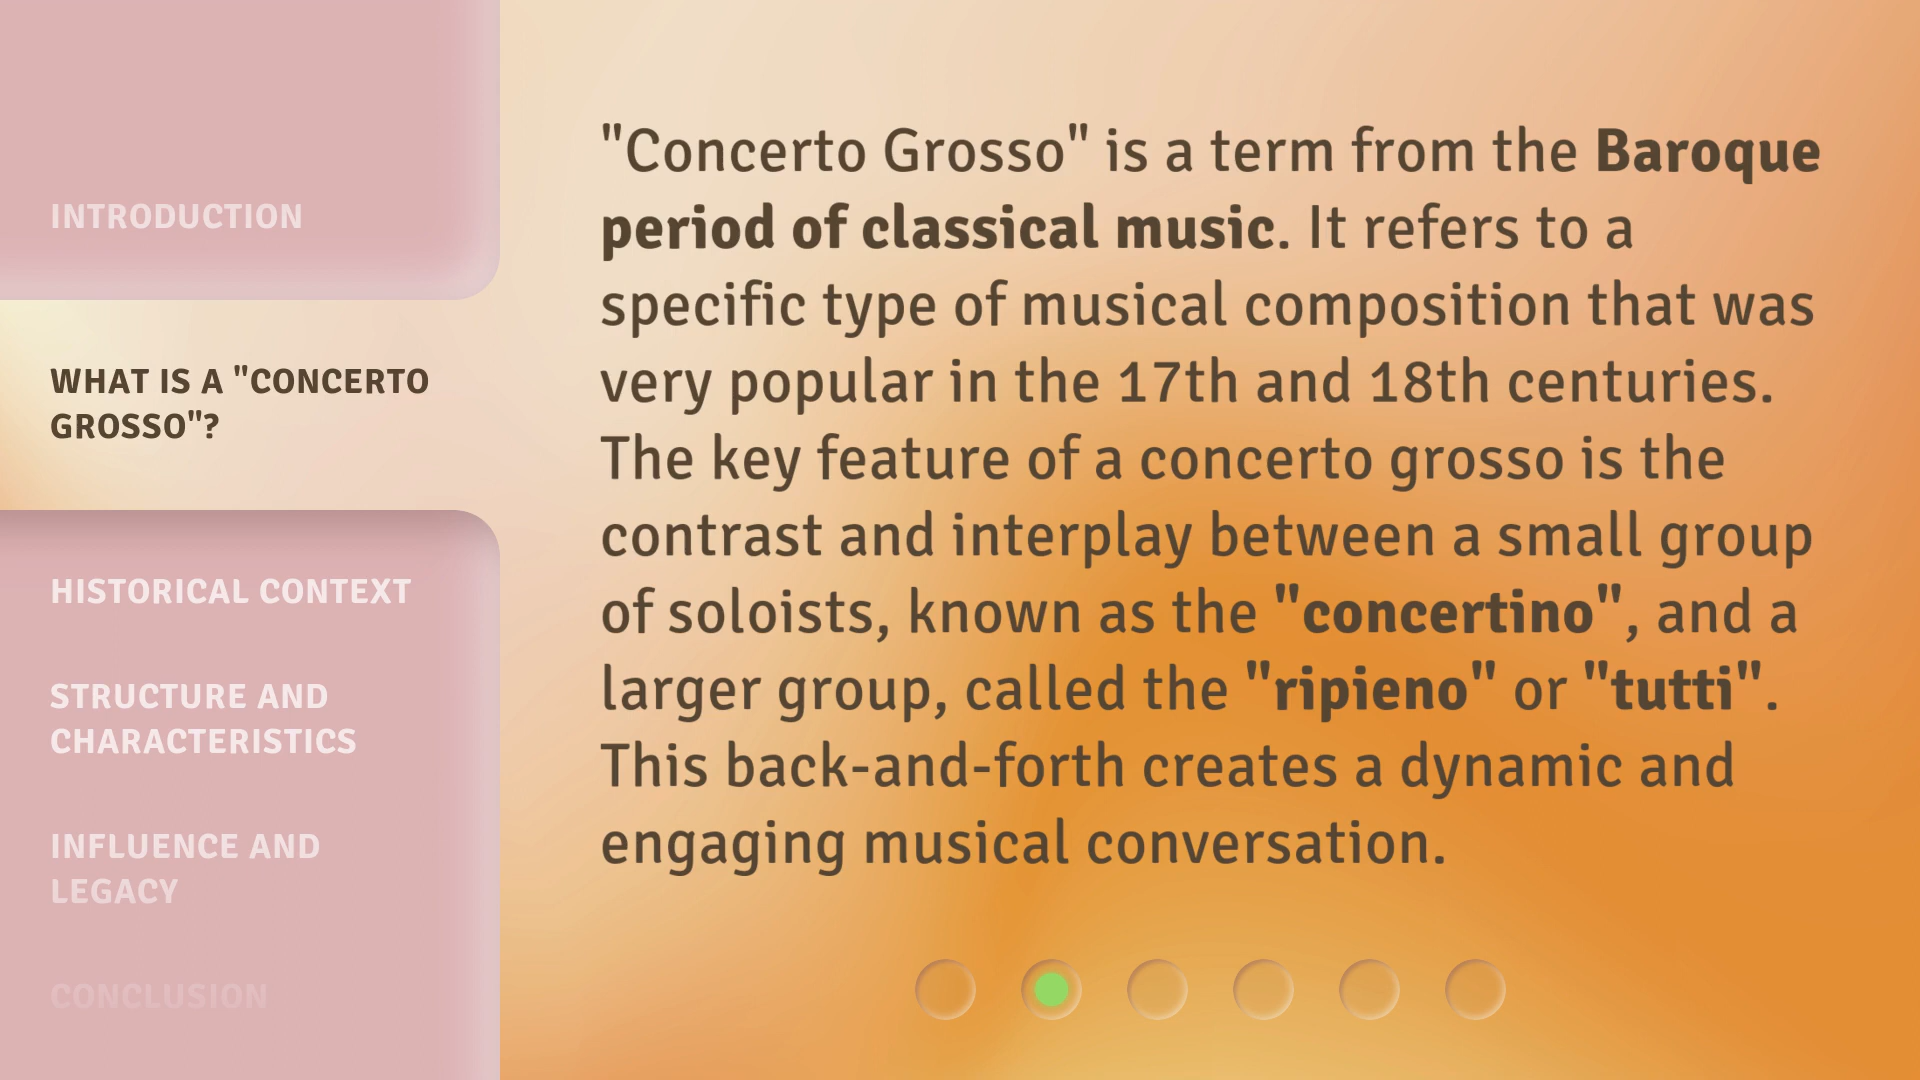 INTRODUCTION
WHAT IS A "CONCERTO
GROSSO"?
HISTORICAL CONTEXT
STRUCTURE AND
CHARACTERISTICS
INFLUENCE AND
LEGACY
CONCLUSION
"Concerto Grosso" is a term from the Baroque
period of classical music. It refers to a
specific type of musical composition that was
very popular in the 17th and 18th centuries.
The key feature of a concerto grosso is the
contrast and interplay between a small group
of soloists, known as the "concertino", and a
larger group, called the "ripieno" or "tutti".
This back-and-forth creates a dynamic and
engaging musical conversation.